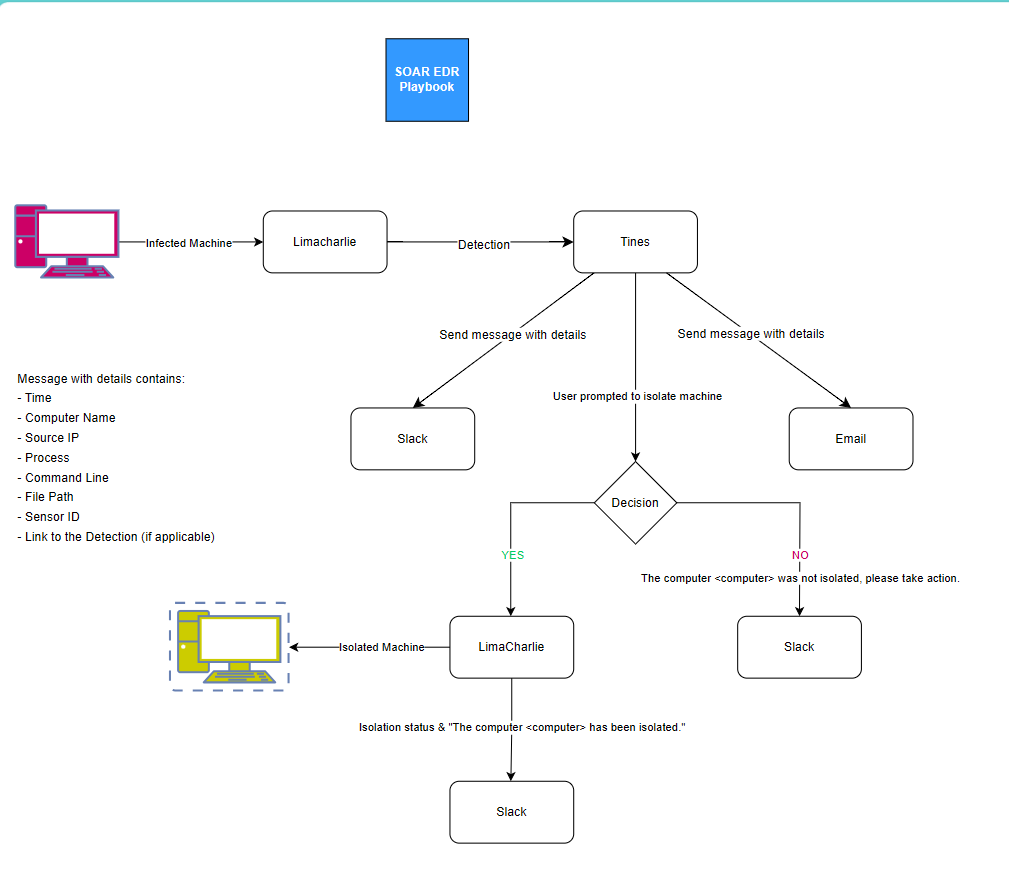 SOAR EDR
Playbook
Infected Machine
Limacharlie
Detection
Tines
Send message with details
Send message with details
User prompted to isolate machine
Message with details contains:
- Time
- Computer Name
- Source IP
- Process
- Command Line
- File Path
- Sensor ID
- Link to the Detection (if applicable)
Slack
Email
Decision
YES
NO
The computer <computer> was not isolated, please take action.
Isolated Machine
LimaCharlie
Slack
Isolation status & "The computer <computer> has been isolated."
Slack